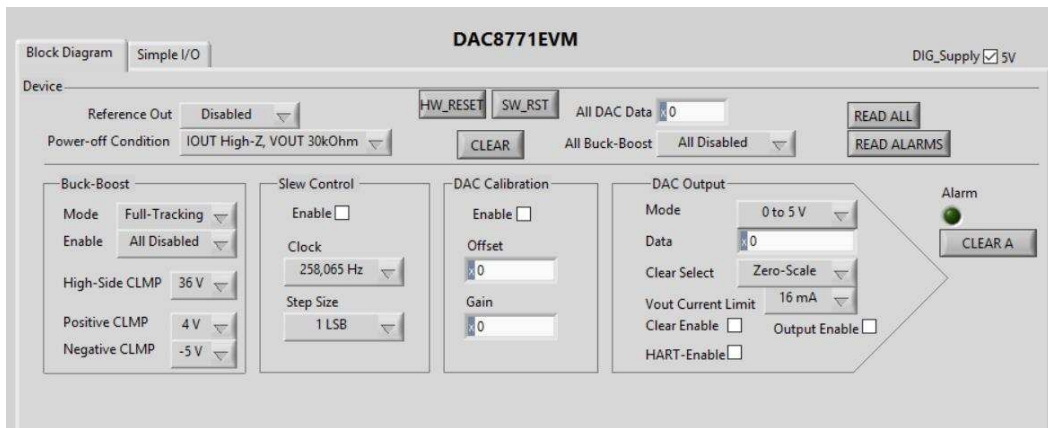 DAC8771EVM
Block Diagram
Simple I/O
DIG_Supply 5V
Device
Reference Out Disabled
HW_RESET SW_RST
All DAC Data x0
READ ALL
Power-off Condition IOUT High-Z, VOUT 30kOhm
CLEAR
All Buck-Boost All Disabled
READ ALARMS
Buck-Boost
Mode Full-Tracking
Enable All Disabled
High-Side CLMP 36 V
Positive CLMP 4 V
Negative CLMP -5 V
Slew Control
Enable
Clock
258,065 Hz
Step Size
1 LSB
DAC Calibration
Enable
Offset
x0
Gain
x0
DAC Output
Mode 0 to 5 V
Data x0
Clear Select Zero-Scale
Vout Current Limit 16 mA
Clear Enable Output Enable
HART-Enable
Alarm
CLEAR A